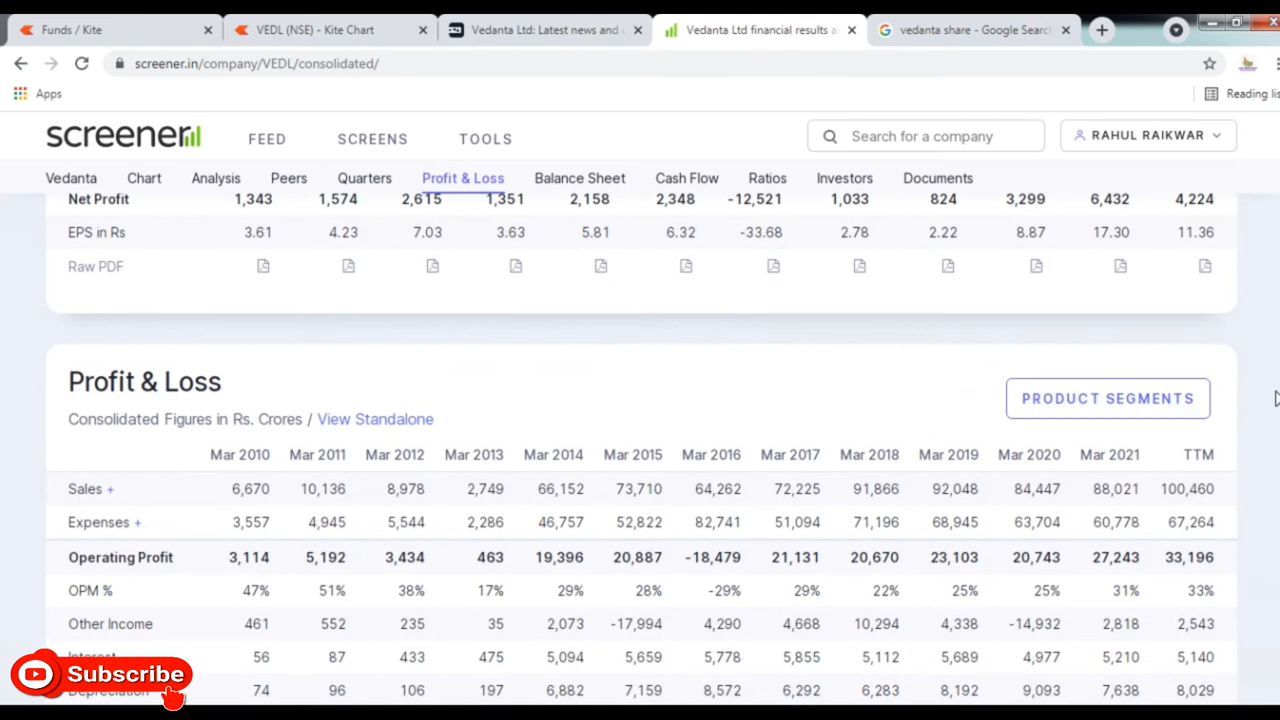 Funds / Kite
VEDL (NSE) - Kite Chart
Vedanta Ltd: Latest news and
Vedanta Ltd financial results
vedanta share - Google Search
screener.in/company/VEDL/consolidated/
Apps
Reading
screener
FEED
SCREENS
TOOLS
Search for a company
RAHUL RAIKWAR
Vedanta Chart Analysis Peers Quarters Profit & Loss Balance Sheet Cash Flow Ratios Investors Documents
Net Profit 1,343 1,574 2,615 1,351 2,158 2,348 -12,521 1,033 824 3,299 6,432 4,224
EPS in Rs 3.61 4.23 7.03 3.63 5.81 6.32 -33.68 2.78 2.22 8.87 17.30 11.36
Raw PDF
Profit & Loss
PRODUCT SEGMENTS
Consolidated Figures in Rs. Crores / View Standalone
Mar 2010 Mar 2011 Mar 2012 Mar 2013 Mar 2014 Mar 2015 Mar 2016 Mar 2017 Mar 2018 Mar 2019 Mar 2020 Mar 2021 TTM
Sales + 6,670 10,136 8,978 2,749 66,152 73,710 64,262 72,225 91,866 92,048 84,447 88,021 100,460
Expenses + 3,557 4,945 5,544 2,286 46,757 52,822 82,741 51,094 71,196 68,945 63,704 60,778 67,264
Operating Profit 3,114 5,192 3,434 463 19,396 20,887 -18,479 21,131 20,670 23,103 20,743 27,243 33,196
OPM % 47% 51% 38% 17% 29% 28% -29% 29% 22% 25% 25% 31% 33%
Other Income 461 552 235 35 2,073 -17,994 4,290 4,668 10,294 4,338 -14,932 2,818 2,543
Interest 56 87 433 475 5,094 5,659 5,778 5,855 5,112 5,689 4,977 5,210 5,140
Subscribe
Depreciation 74 96 106 197 6,882 7,159 8,572 6,292 6,283 8,192 9,093 7,638 8,029